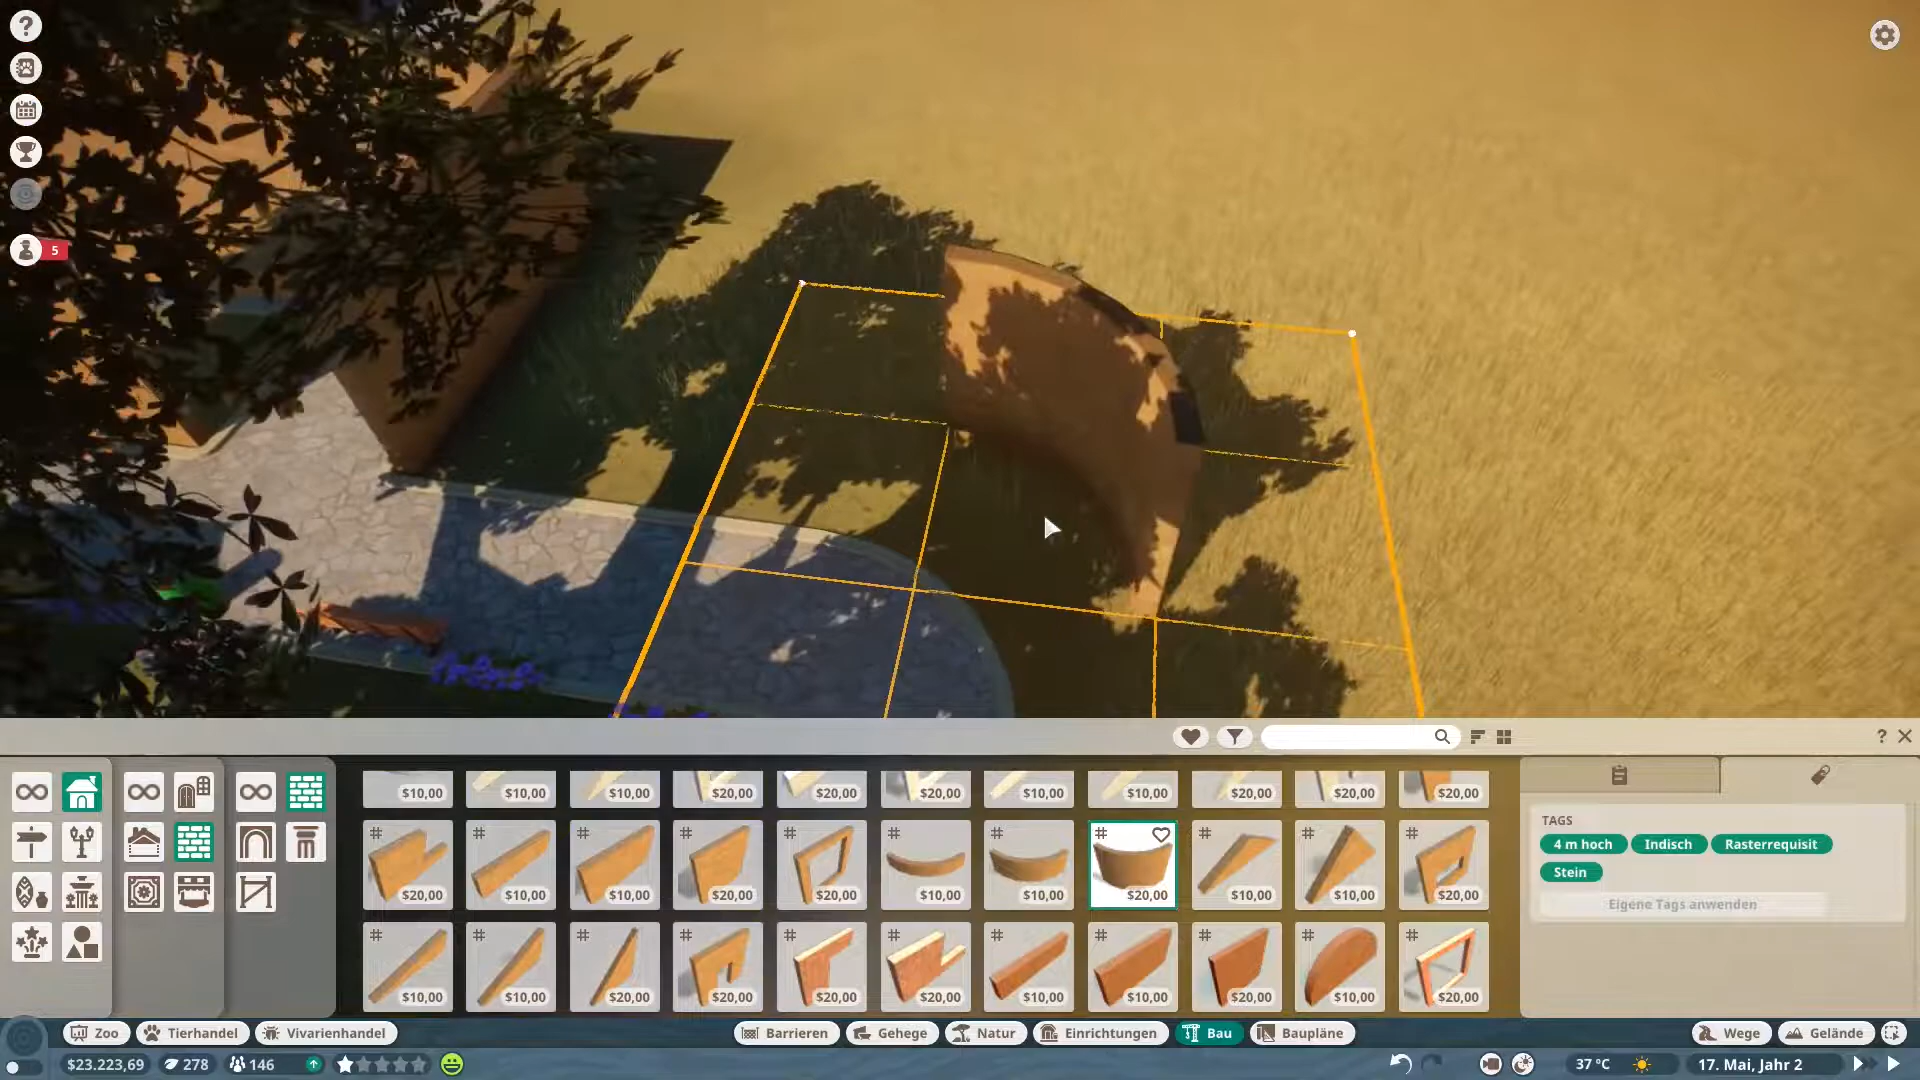 ?
5
?
$10,00 $10,00 $10,00 $20,00 $20,00 $20,00 $10,00 $10,00 $20,00 $20,00 $20,00
# # # # # # # # # # #
$20,00 $10,00 $10,00 $20,00 $20,00 $10,00 $10,00 $20,00 $10,00 $10,00 $20,00
# # # # # # # # # # #
$10,00 $10,00 $20,00 $20,00 $20,00 $20,00 $10,00 $10,00 $20,00 $10,00 $20,00
TAGS
4 m hoch Indisch Rasterrequisit
Stein
Eigene Tags anwenden
Zoo Tierhandel Vivarienhandel Barrieren Gehege Natur Einrichtungen Bau Baupläne Wege Gelände
$23.223,69 278 146 37 °C 17. Mai, Jahr 2